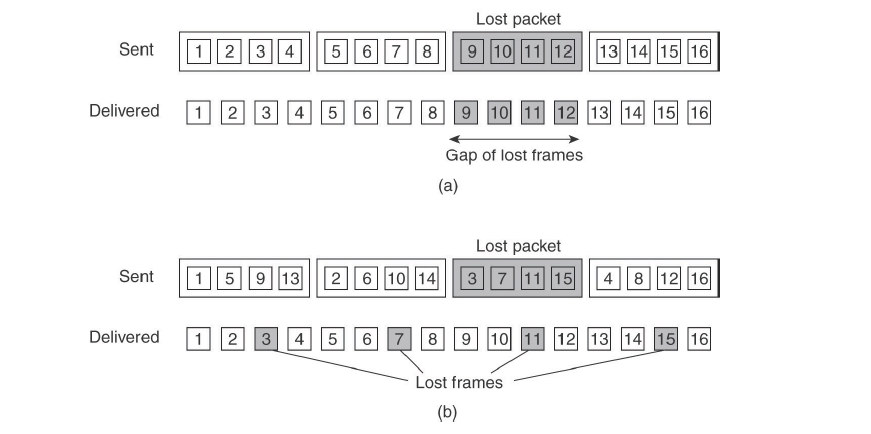 Lost packet
Sent 1 2 3 4 5 6 7 8 9 10 11 12 13 14 15 16
Delivered 1 2 3 4 5 6 7 8 9 10 11 12 13 14 15 16
Gap of lost frames
(a)
Lost packet
Sent 1 5 9 13 2 6 10 14 3 7 11 15 4 8 12 16
Delivered 1 2 3 4 5 6 7 8 9 10 11 12 13 14 15 16
Lost frames
(b)